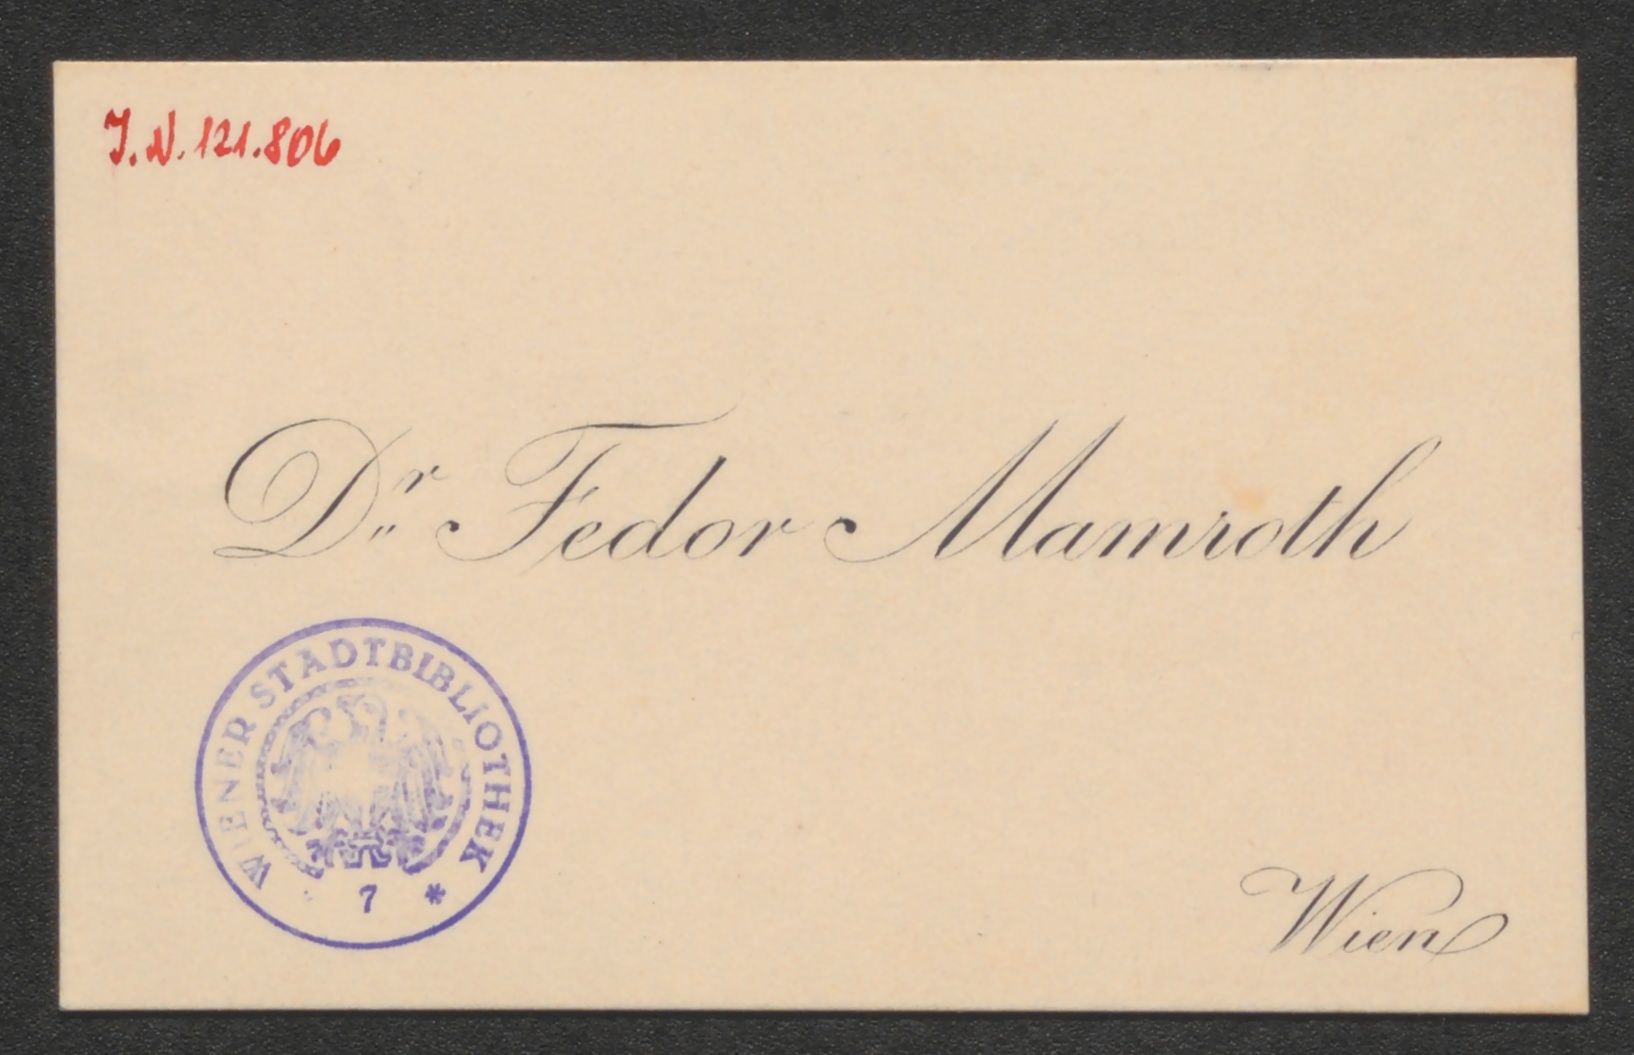 J.N. 121.806
Dr. Fedor Mamroth
WIENER STADTBIBLIOTHEK
7 *
Wien